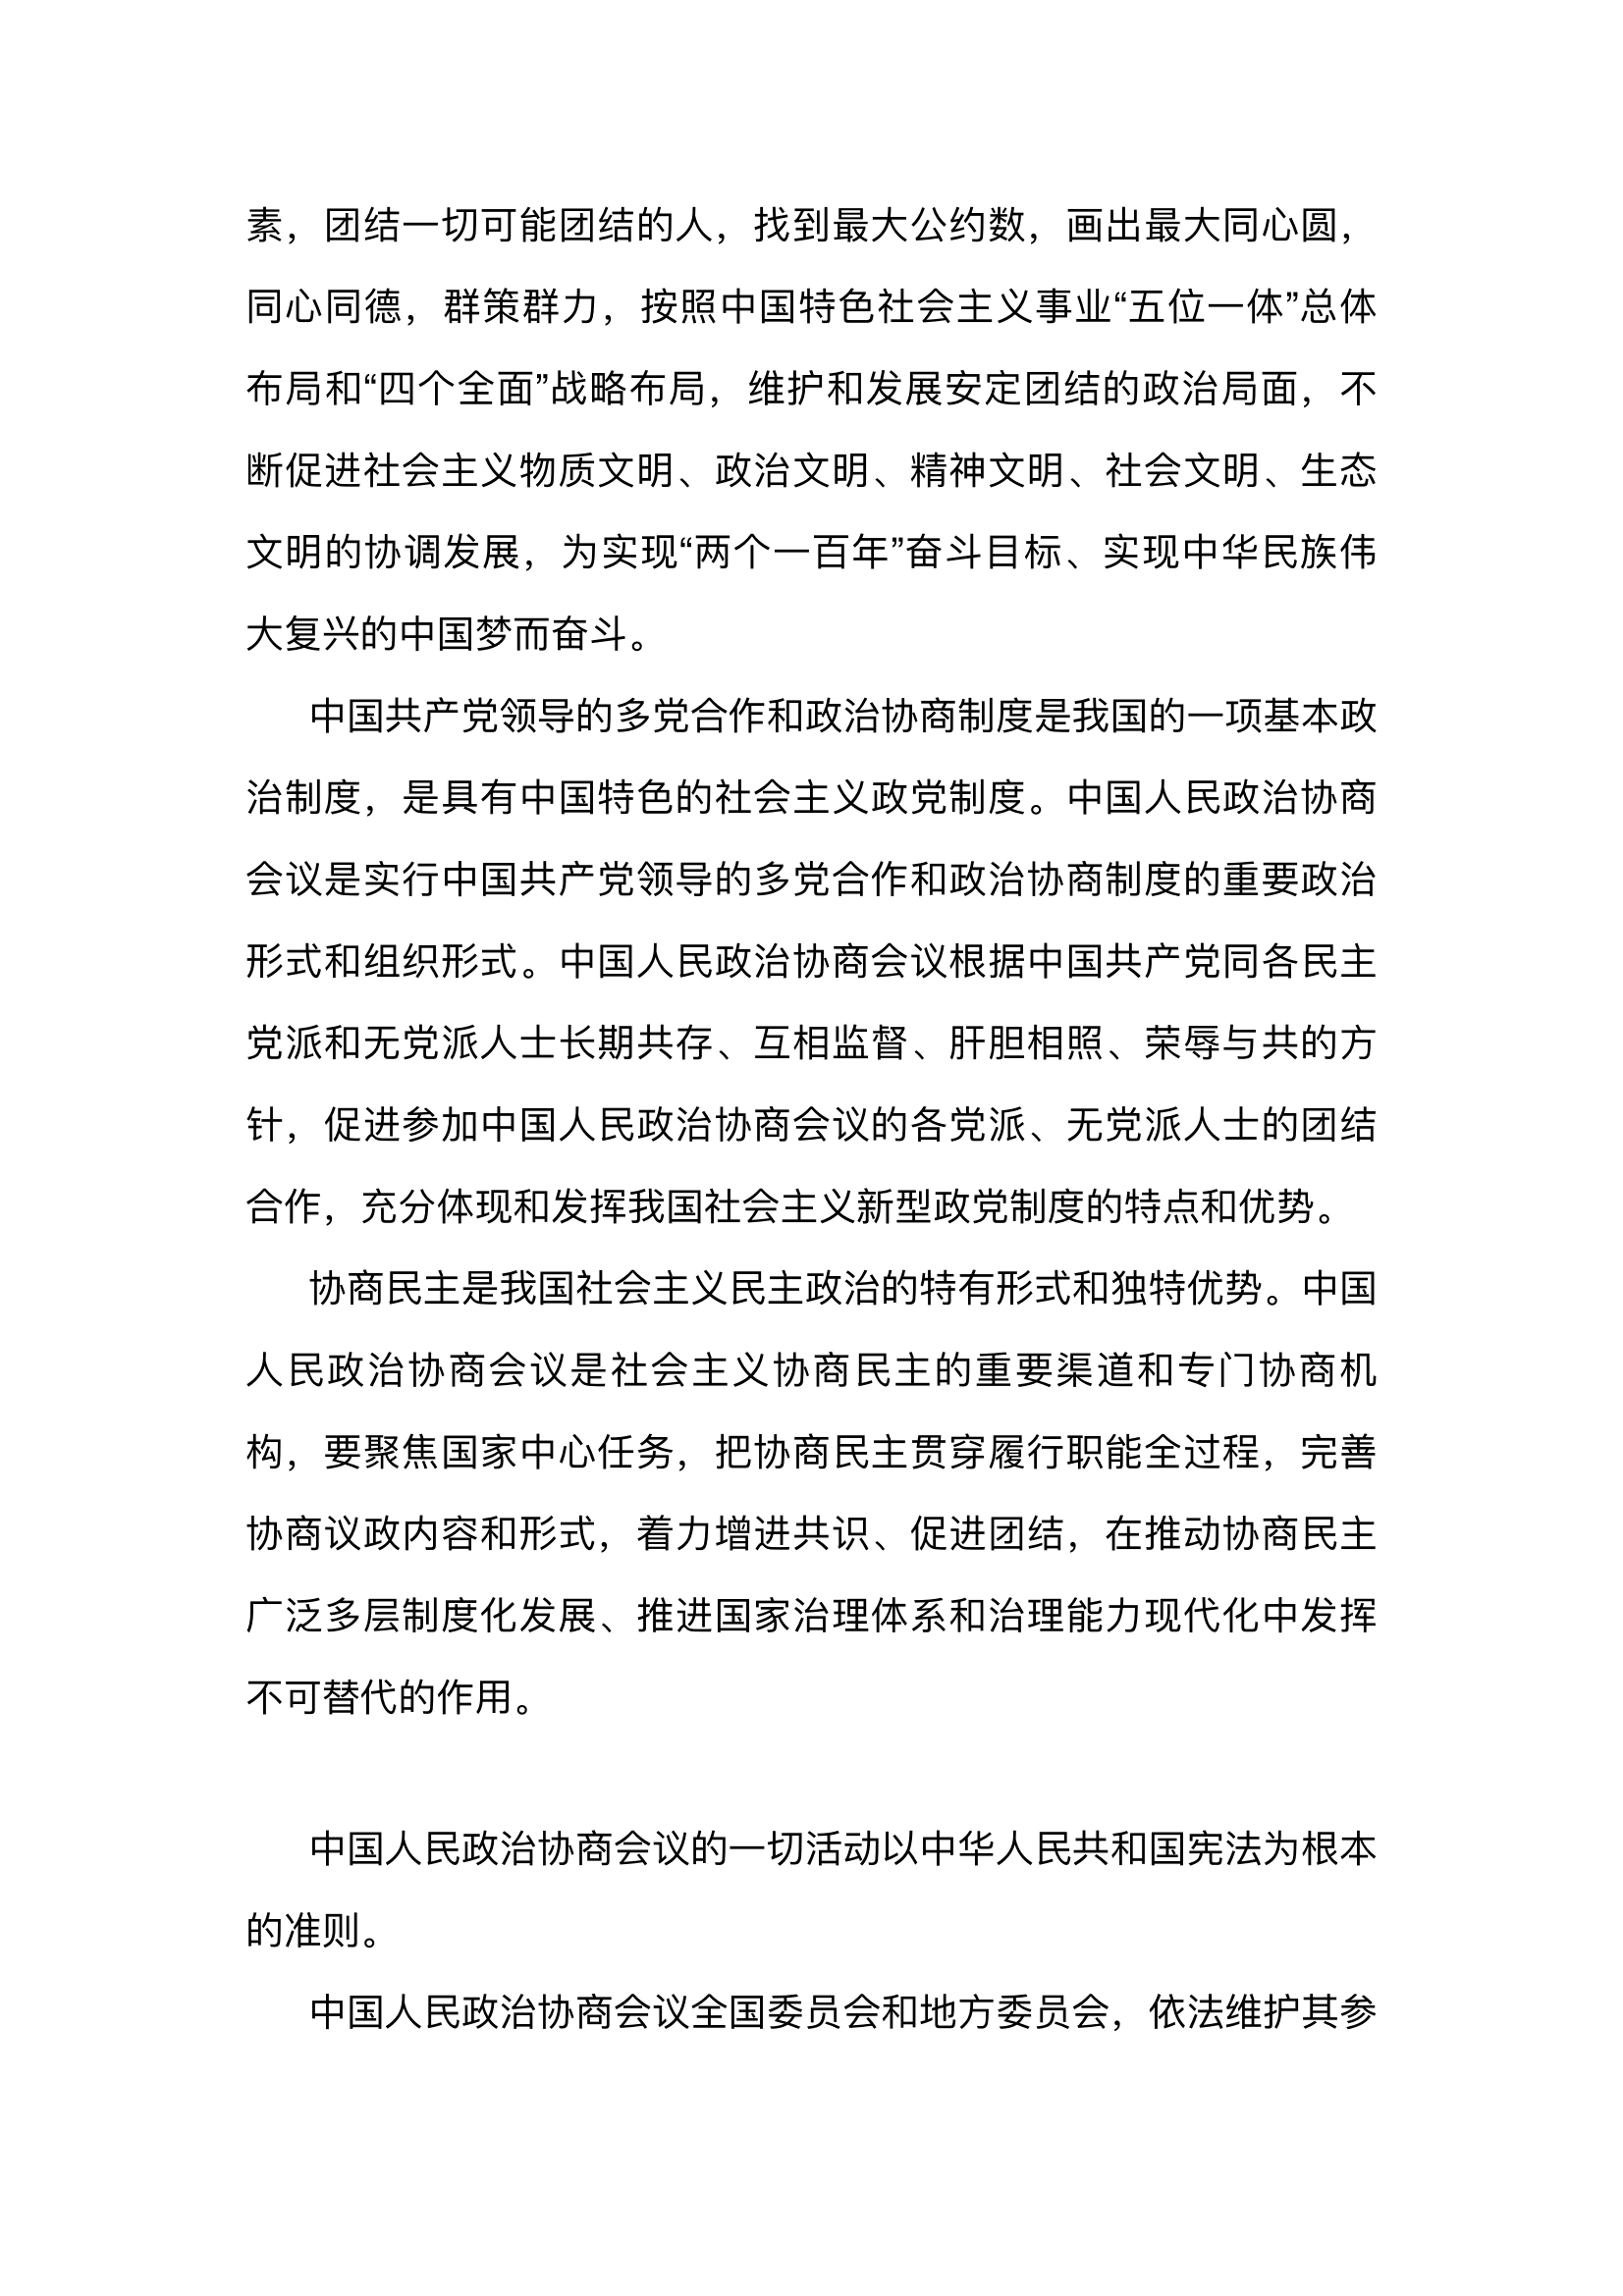 素，团结一切可能团结的人，找到最大公约数，画出最大同心圆，
同心同德，群策群力，按照中国特色社会主义事业“五位一体”总体
布局和“四个全面”战略布局，维护和发展安定团结的政治局面，不
断促进社会主义物质文明、政治文明、精神文明、社会文明、生态
文明的协调发展，为实现“两个一百年”奋斗目标、实现中华民族伟
大复兴的中国梦而奋斗。
中国共产党领导的多党合作和政治协商制度是我国的一项基本政
治制度，是具有中国特色的社会主义政党制度。中国人民政治协商
会议是实行中国共产党领导的多党合作和政治协商制度的重要政治
形式和组织形式。中国人民政治协商会议根据中国共产党同各民主
党派和无党派人士长期共存、互相监督、肝胆相照、荣辱与共的方
针，促进参加中国人民政治协商会议的各党派、无党派人士的团结
合作，充分体现和发挥我国社会主义新型政党制度的特点和优势。
协商民主是我国社会主义民主政治的特有形式和独特优势。中国
人民政治协商会议是社会主义协商民主的重要渠道和专门协商机
构，要聚焦国家中心任务，把协商民主贯穿履行职能全过程，完善
协商议政内容和形式，着力增进共识、促进团结，在推动协商民主
广泛多层制度化发展、推进国家治理体系和治理能力现代化中发挥
不可替代的作用。
中国人民政治协商会议的一切活动以中华人民共和国宪法为根本
的准则。
中国人民政治协商会议全国委员会和地方委员会，依法维护其参